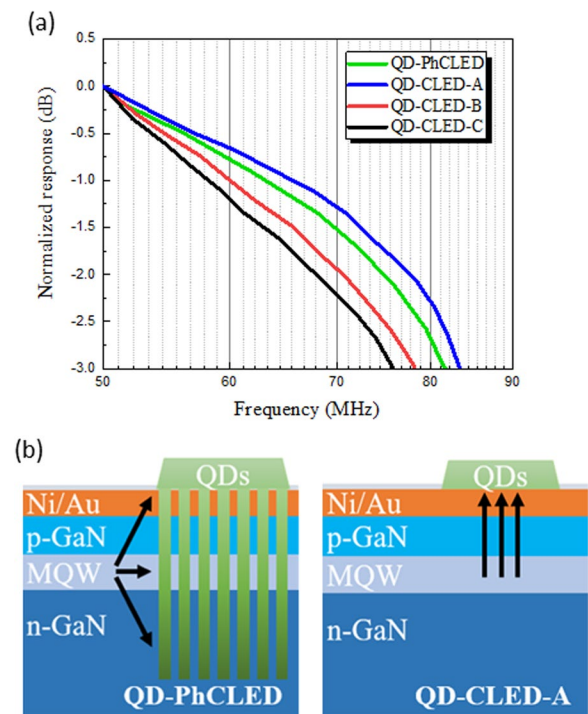 (a)
QD-PhCLED
QD-CLED-A
QD-CLED-B
QD-CLED-C
Normalized response (dB)
0.0
-0.5
-1.0
-1.5
-2.0
-2.5
-3.0
50
60
70
80
90
Frequency (MHz)
(b)
QDs
Ni/Au
p-GaN
MQW
n-GaN
QD-PhCLED
QDs
Ni/Au
p-GaN
MQW
n-GaN
QD-CLED-A